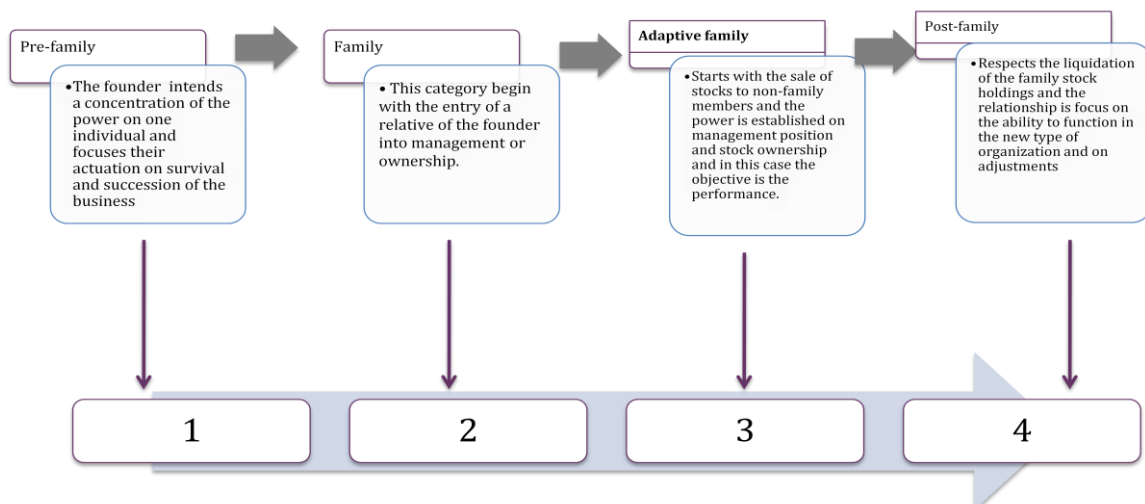 Pre-family
•The founder intends
a concentration of the
power on one
individual and
focuses their
actuation on survival
and succession of the
business
Family
• This category begin
with the entry of a
relative of the founder
into management or
ownership.
Adaptive family
•Starts with the sale of
stocks to non-family
members and the
power is established on
management position
and stock ownership
and in this case the
objective is the
performance.
Post-family
•Respects the liquidation
of the family stock
holdings and the
relationship is focus on
the ability to function in
the new type of
organization and on
adjustments
1
2
3
4